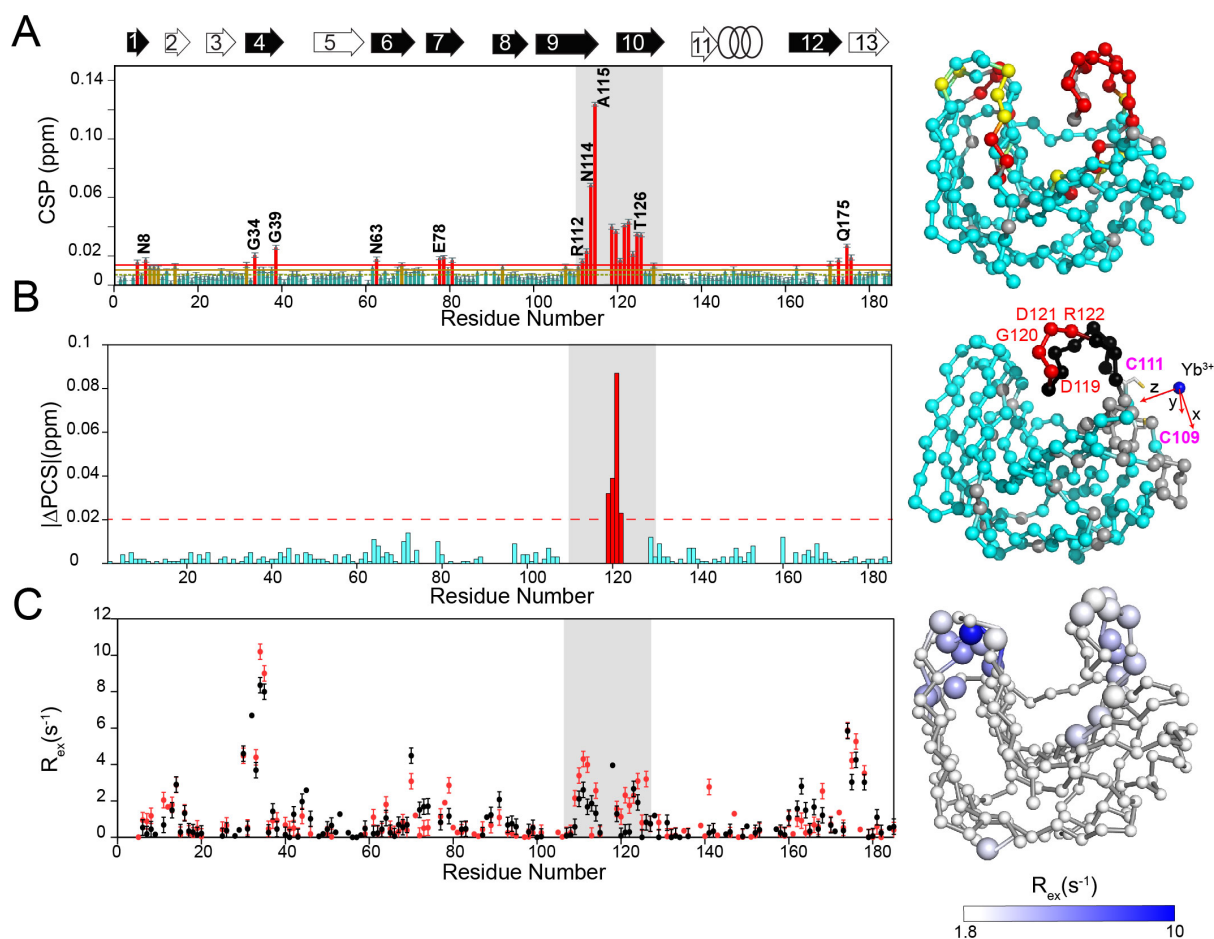 A
1 2 3 4 5 6 7 8 9 10 11 12 13
CSP (ppm)
0.14
0.10
0.06
0.02
0
N8
G34
G39
N63
E78
R112
N114
A115
T126
Q175
0 20 40 60 80 100 120 140 160 180
Residue Number
B
|ΔPCS|(ppm)
0.1
0.08
0.06
0.04
0.02
0
20 40 60 80 100 120 140 160 180
Residue Number
D121 R122
G120
D119
C111
Yb³⁺
z
y
x
C109
C
Rex(s⁻¹)
12
10
8
6
4
2
0
0 20 40 60 80 100 120 140 160 180
Residue Number
Rex(s⁻¹)
1.8 10